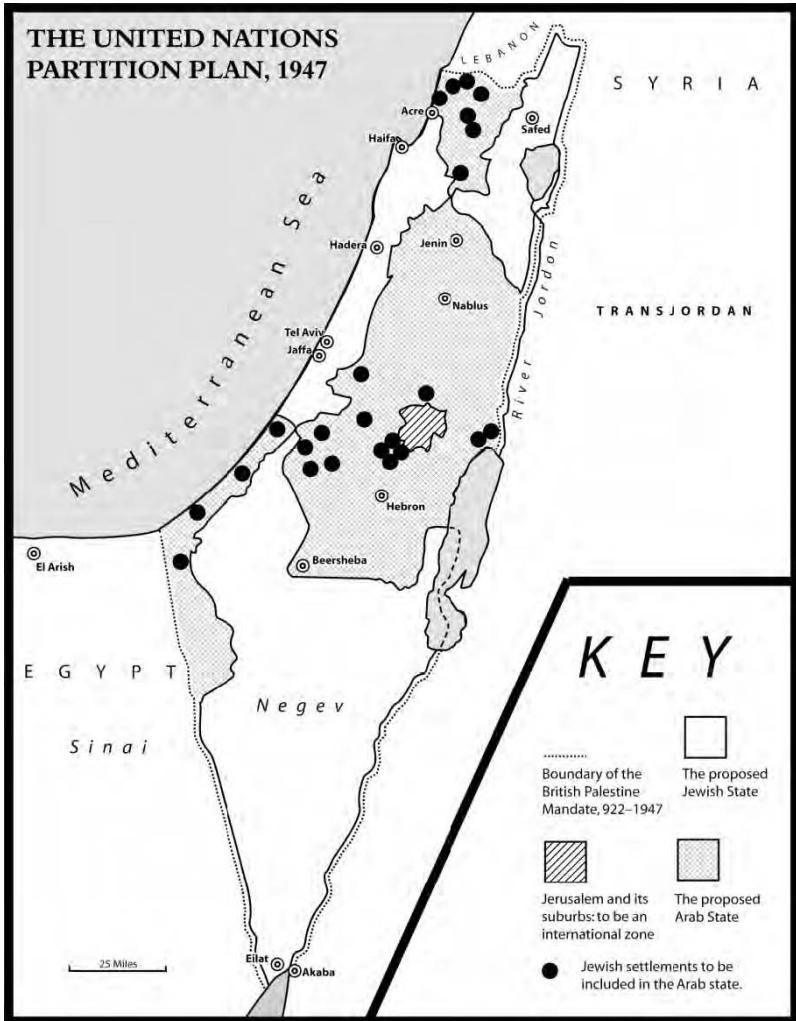 THE UNITED NATIONS
PARTITION PLAN, 1947
LEBANON
SYRIA
Acre
Safed
Haifa
Mediterranean Sea
Hadera
Jenin
Nablus
River Jordon
TRANSJORDAN
Tel Aviv
Jaffa
Hebron
Beersheba
El Arish
EGYPT
Sinai
Negev
25 Miles
Eilat
Akaba
KEY
Boundary of the
British Palestine
Mandate, 922–1947
The proposed
Jewish State
Jerusalem and its
suburbs: to be an
international zone
The proposed
Arab State
Jewish settlements to be
included in the Arab state.